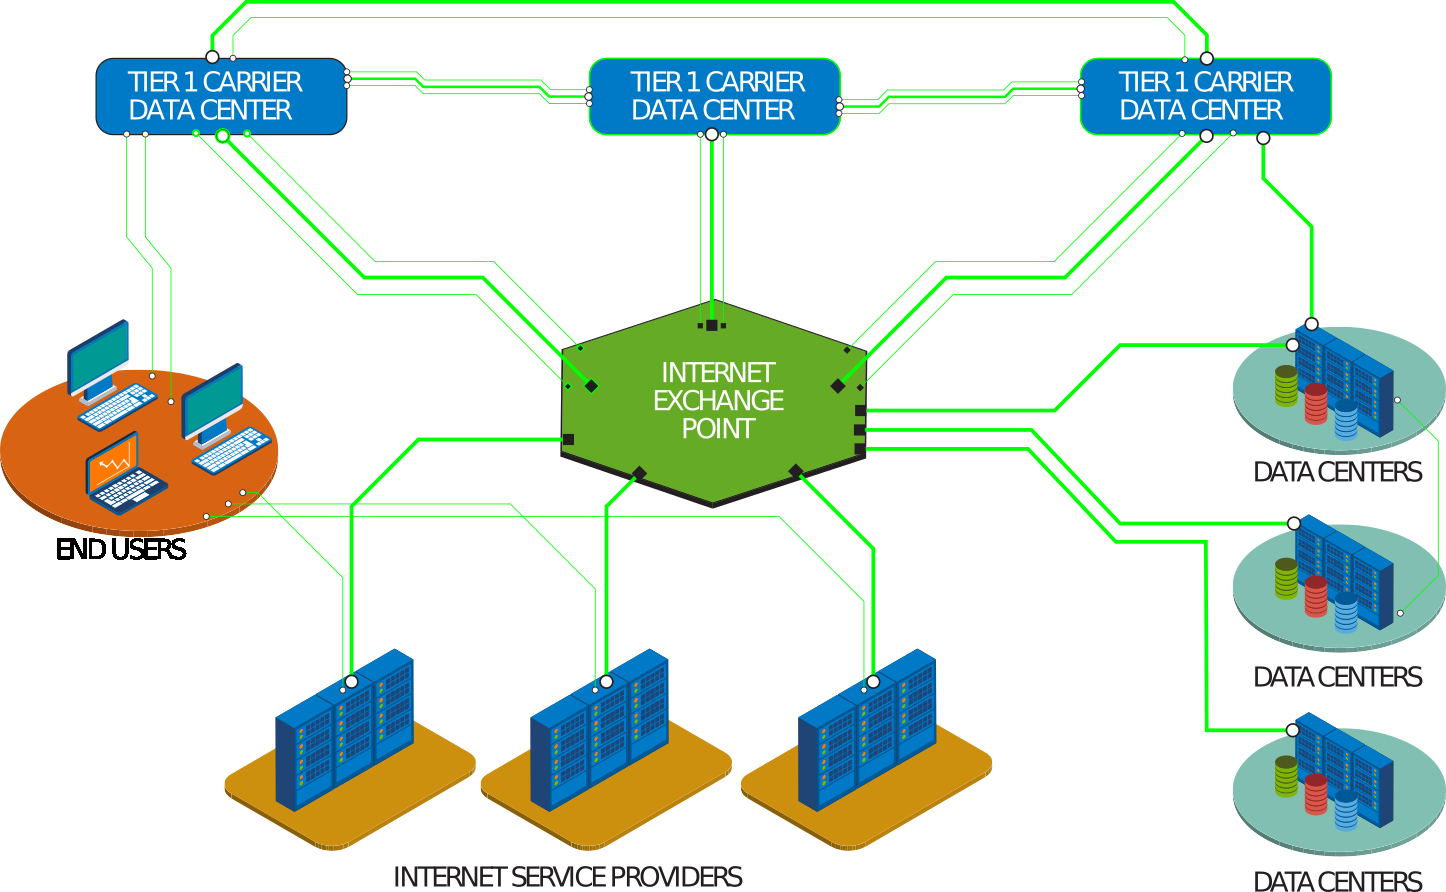 TIER 1 CARRIER
DATA CENTER
TIER 1 CARRIER
DATA CENTER
TIER 1 CARRIER
DATA CENTER
INTERNET
EXCHANGE
POINT
DATA CENTERS
END USERS
DATA CENTERS
INTERNET SERVICE PROVIDERS
DATA CENTERS